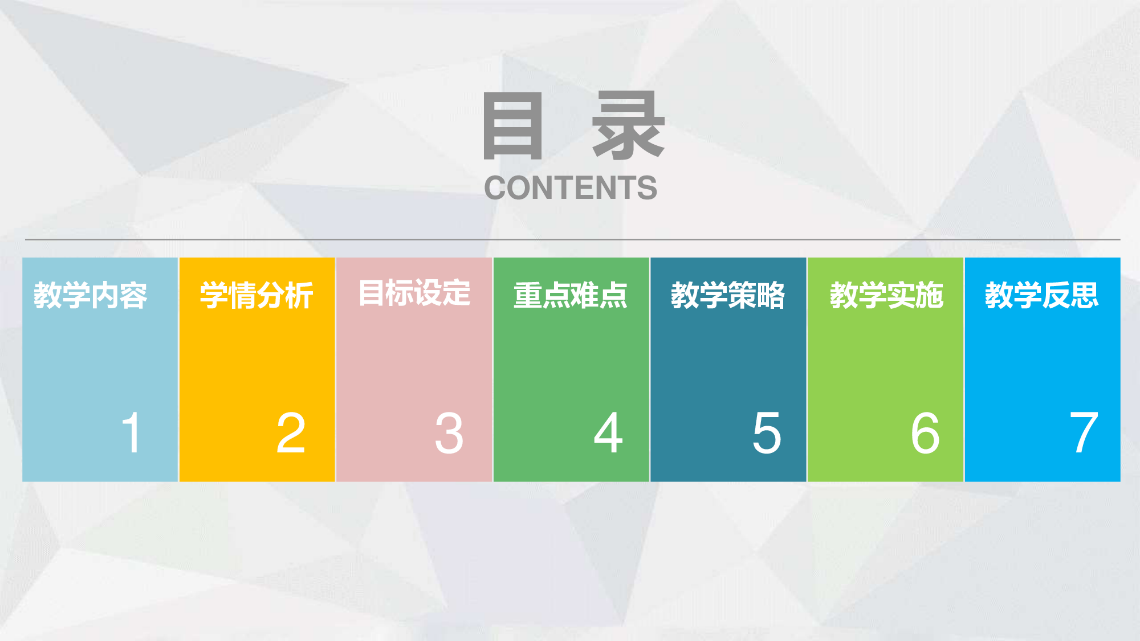 目 录
CONTENTS
教学内容
1
学情分析
2
目标设定
3
重点难点
4
教学策略
5
教学实施
6
教学反思
7